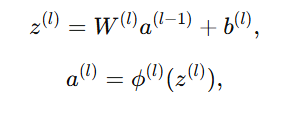 z^{(l)} = W^{(l)}a^{(l−1)} + b^{(l)},
a^{(l)} = ϕ^{(l)}(z^{(l)}),